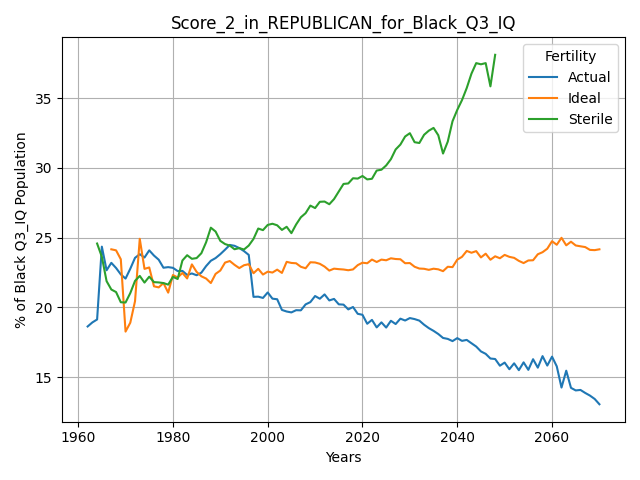 Score_2_in_REPUBLICAN_for_Black_Q3_IQ
% of Black Q3_IQ Population
35
30
25
20
15
Fertility
Actual
Ideal
Sterile
1960
1980
2000
2020
2040
2060
Years